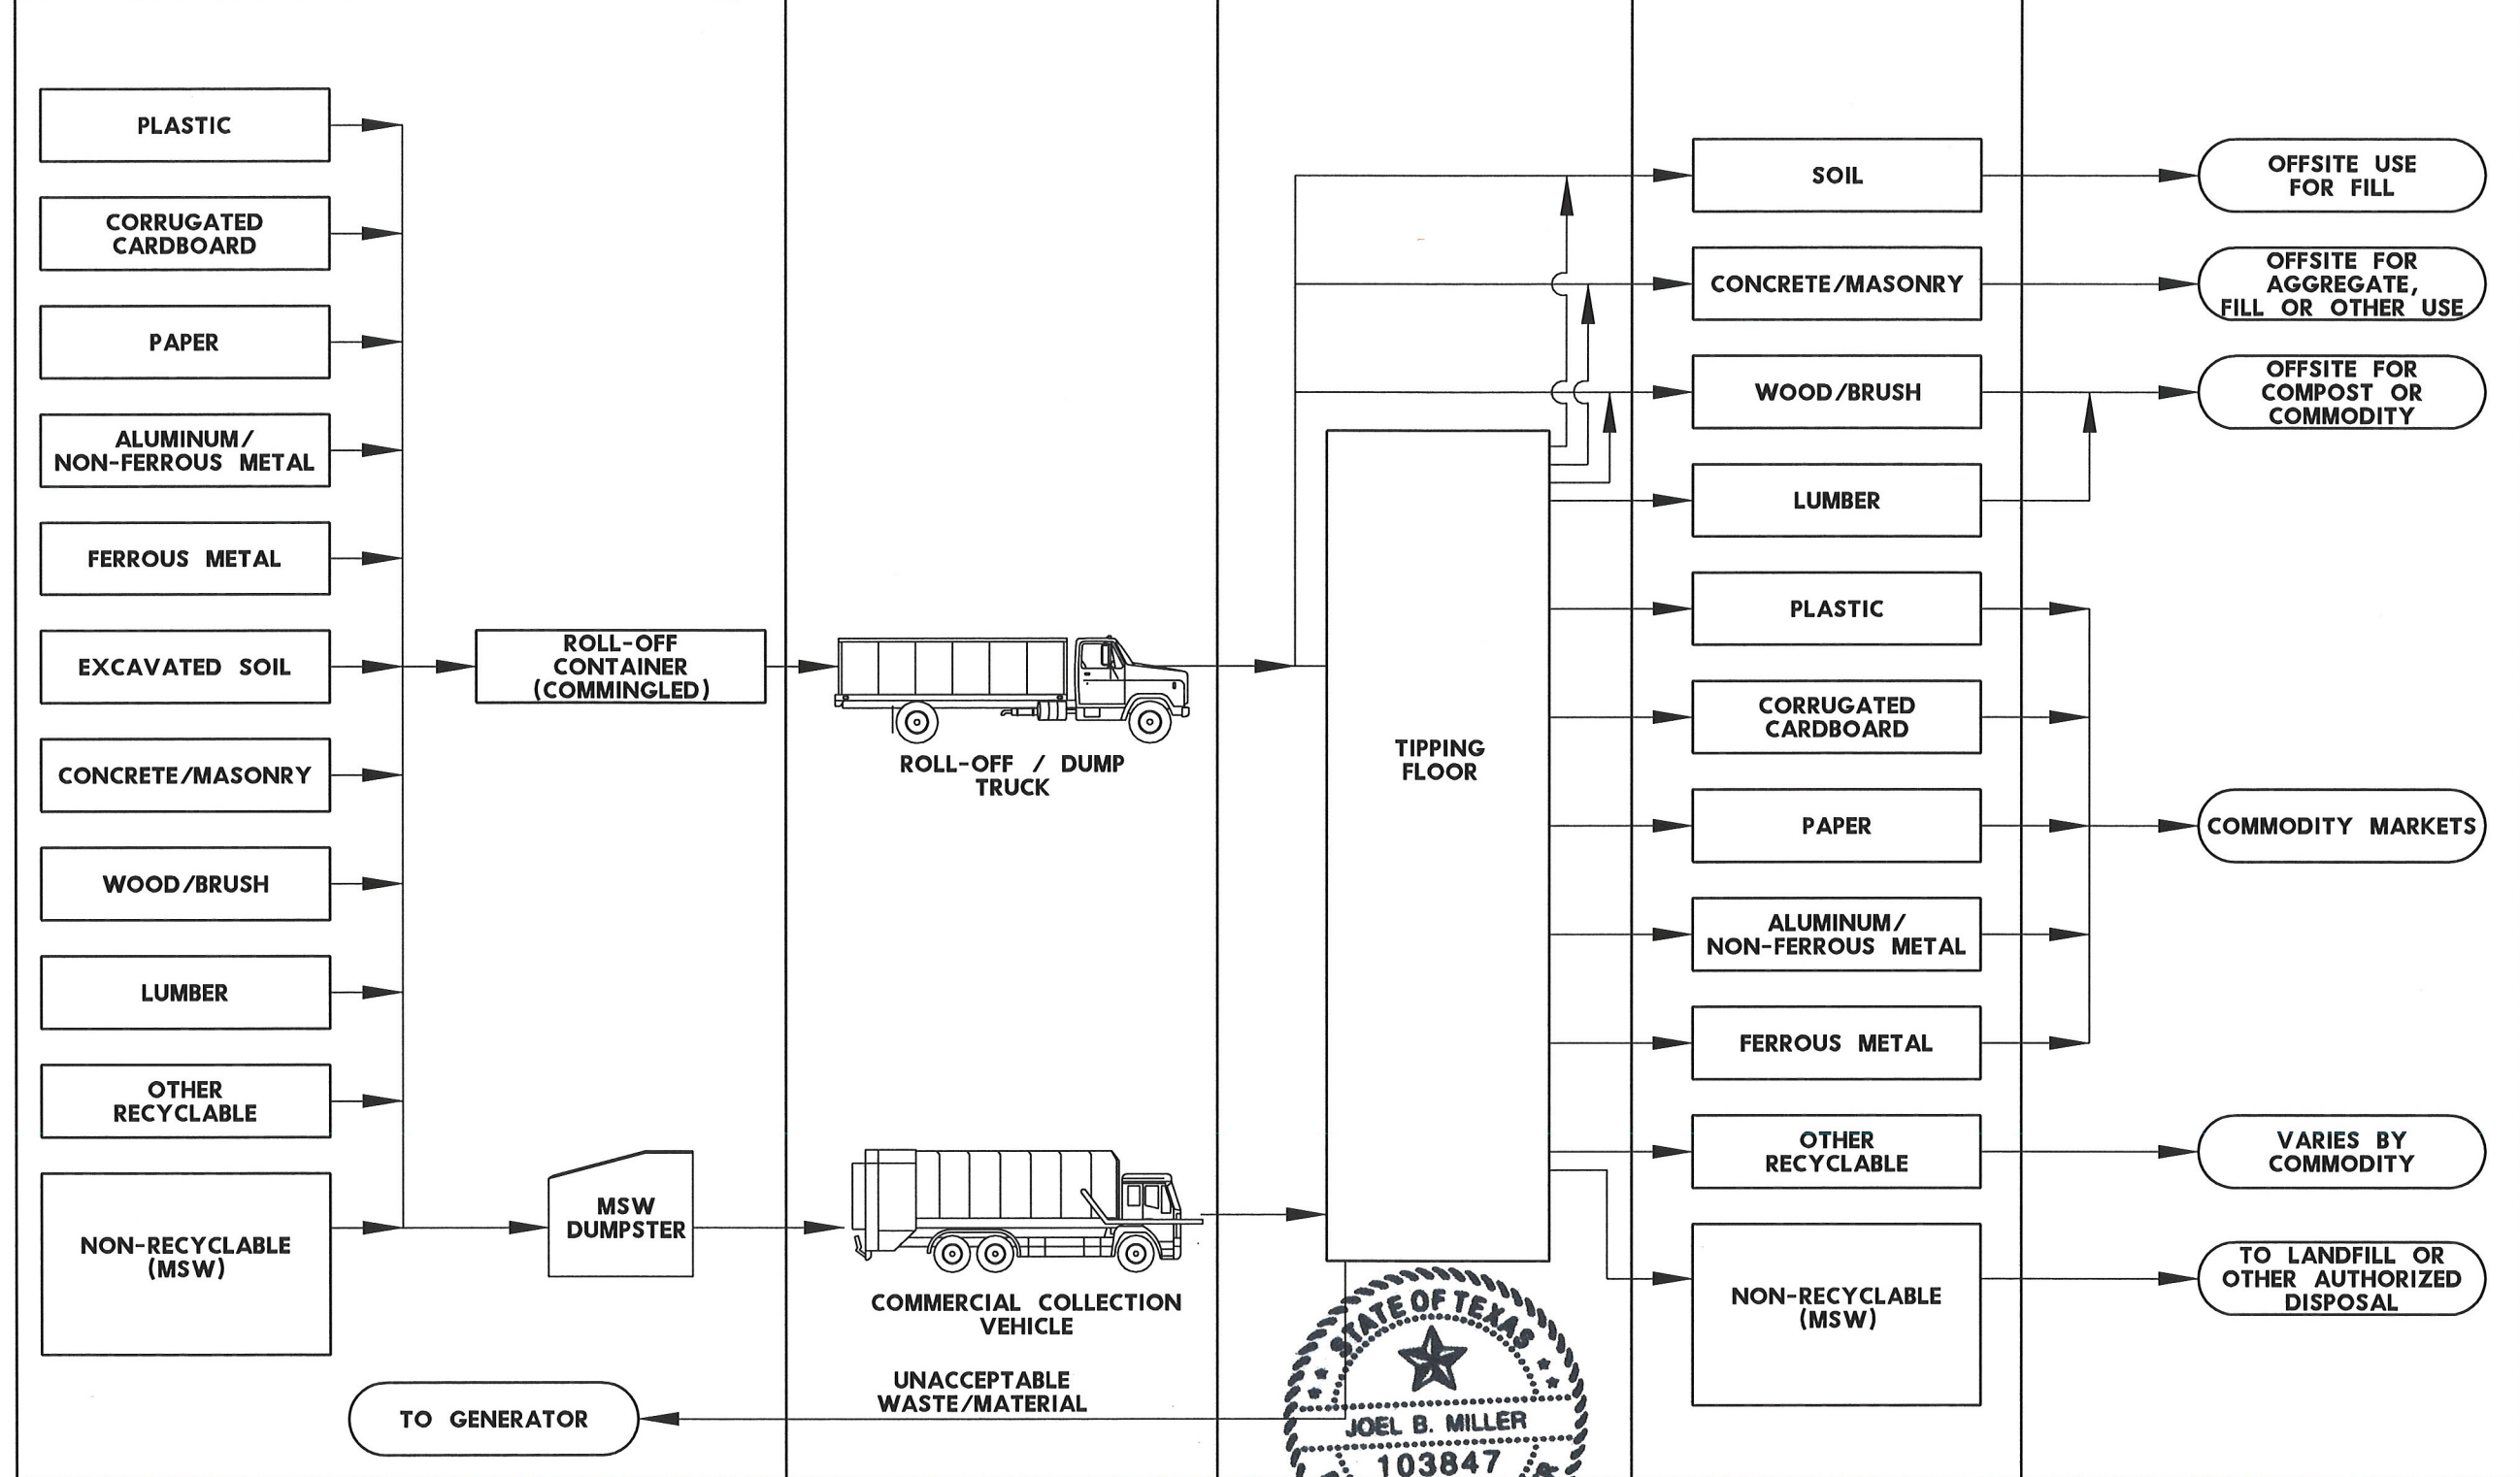 PLASTIC
CORRUGATED
CARDBOARD
PAPER
ALUMINUM/
NON-FERROUS METAL
FERROUS METAL
EXCAVATED SOIL
CONCRETE/MASONRY
WOOD/BRUSH
LUMBER
OTHER
RECYCLABLE
NON-RECYCLABLE
(MSW)
ROLL-OFF
CONTAINER
(COMMINGLED)
MSW
DUMPSTER
TO GENERATOR
ROLL-OFF / DUMP
TRUCK
COMMERCIAL COLLECTION
VEHICLE
UNACCEPTABLE
WASTE/MATERIAL
TIPPING
FLOOR
STATE OF TEXAS
JOEL B. MILLER
103847
SOIL
CONCRETE/MASONRY
WOOD/BRUSH
LUMBER
PLASTIC
CORRUGATED
CARDBOARD
PAPER
ALUMINUM/
NON-FERROUS METAL
FERROUS METAL
OTHER
RECYCLABLE
NON-RECYCLABLE
(MSW)
OFFSITE USE
FOR FILL
OFFSITE FOR
AGGREGATE,
FILL OR OTHER USE
OFFSITE FOR
COMPOST OR
COMMODITY
COMMODITY MARKETS
VARIES BY
COMMODITY
TO LANDFILL OR
OTHER AUTHORIZED
DISPOSAL